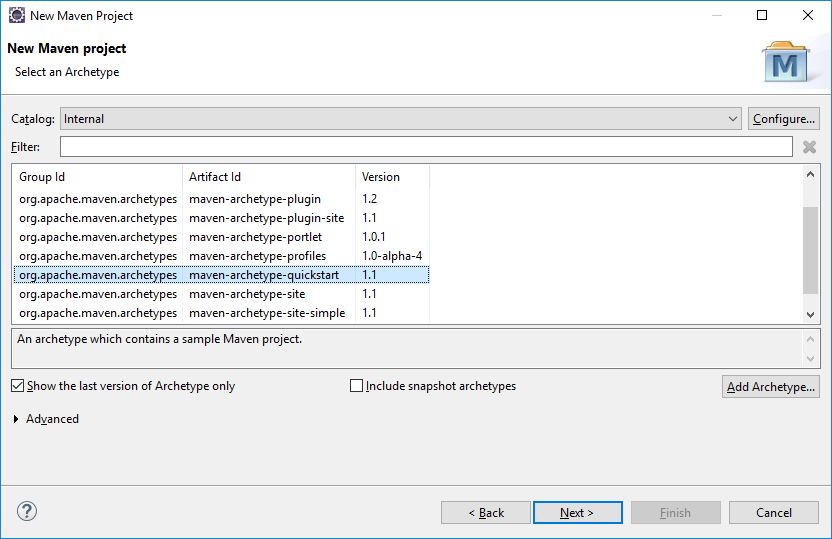 New Maven Project
New Maven project
Select an Archetype
M
Catalog: Internal Configure...
Filter:
Group Id Artifact Id Version
org.apache.maven.archetypes maven-archetype-plugin 1.2
org.apache.maven.archetypes maven-archetype-plugin-site 1.1
org.apache.maven.archetypes maven-archetype-portlet 1.0.1
org.apache.maven.archetypes maven-archetype-profiles 1.0-alpha-4
org.apache.maven.archetypes maven-archetype-quickstart 1.1
org.apache.maven.archetypes maven-archetype-site 1.1
org.apache.maven.archetypes maven-archetype-site-simple 1.1
An archetype which contains a sample Maven project.
Show the last version of Archetype only Include snapshot archetypes Add Archetype...
Advanced
? < Back Next > Finish Cancel